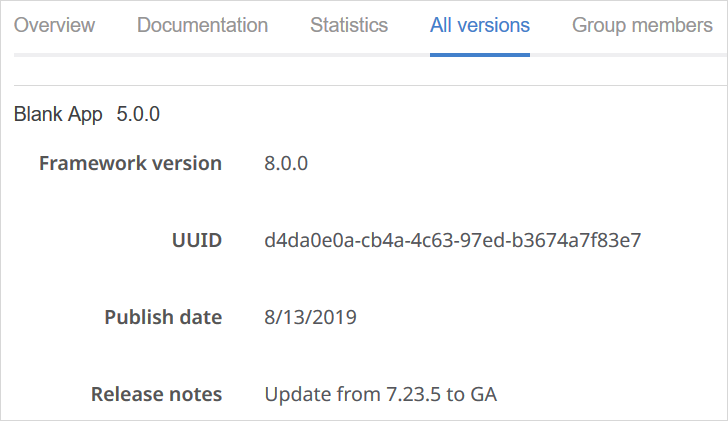 Overview Documentation Statistics All versions Group members
Blank App 5.0.0
Framework version 8.0.0
UUID d4da0e0a-cb4a-4c63-97ed-b3674a7f83e7
Publish date 8/13/2019
Release notes Update from 7.23.5 to GA